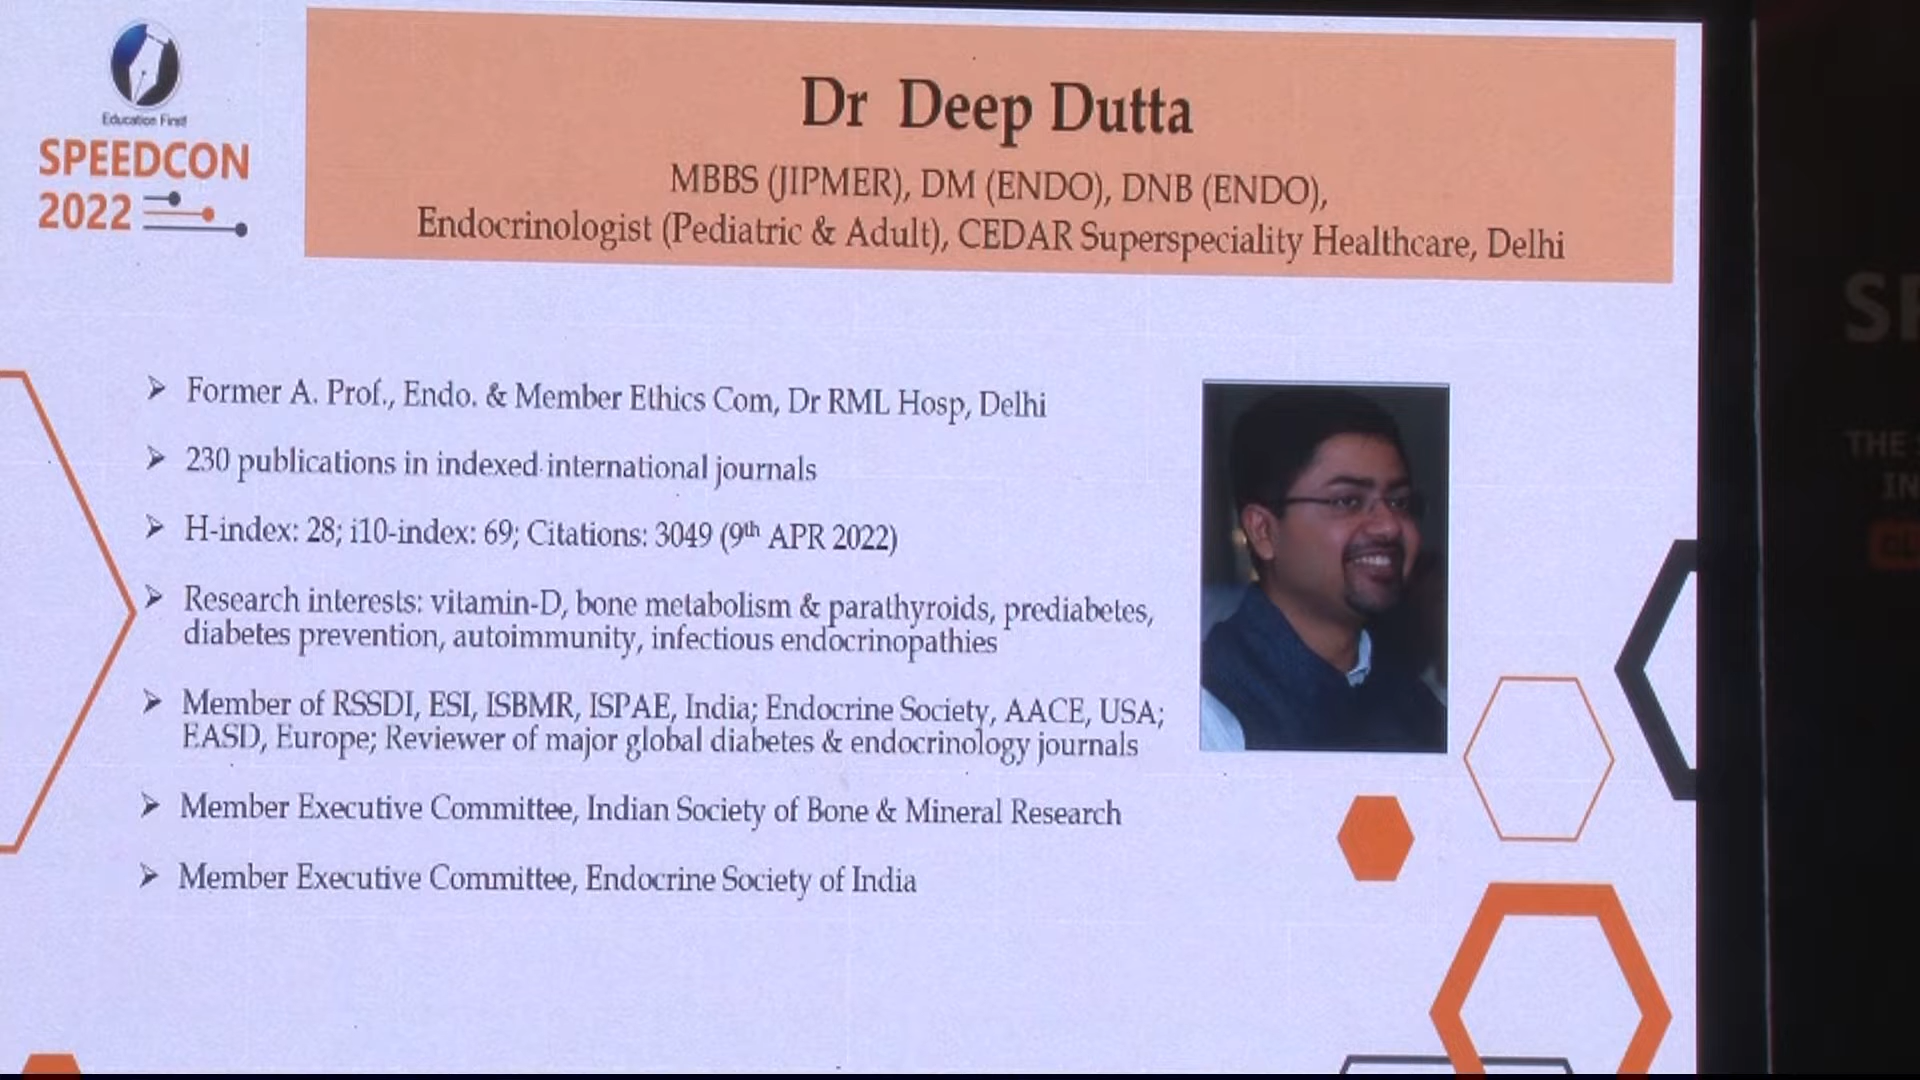 Education First!
SPEEDCON
2022
Dr Deep Dutta
MBBS (JIPMER), DM (ENDO), DNB (ENDO),
Endocrinologist (Pediatric & Adult), CEDAR Superspeciality Healthcare, Delhi
Former A. Prof., Endo. & Member Ethics Com, Dr RML Hosp, Delhi
230 publications in indexed international journals
H-index: 28; i10-index: 69; Citations: 3049 (9th APR 2022)
Research interests: vitamin-D, bone metabolism & parathyroids, prediabetes,
diabetes prevention, autoimmunity, infectious endocrinopathies
Member of RSSDI, ESI, ISBMR, ISPAE, India; Endocrine Society, AACE, USA;
EASD, Europe; Reviewer of major global diabetes & endocrinology journals
Member Executive Committee, Indian Society of Bone & Mineral Research
Member Executive Committee, Endocrine Society of India
THE